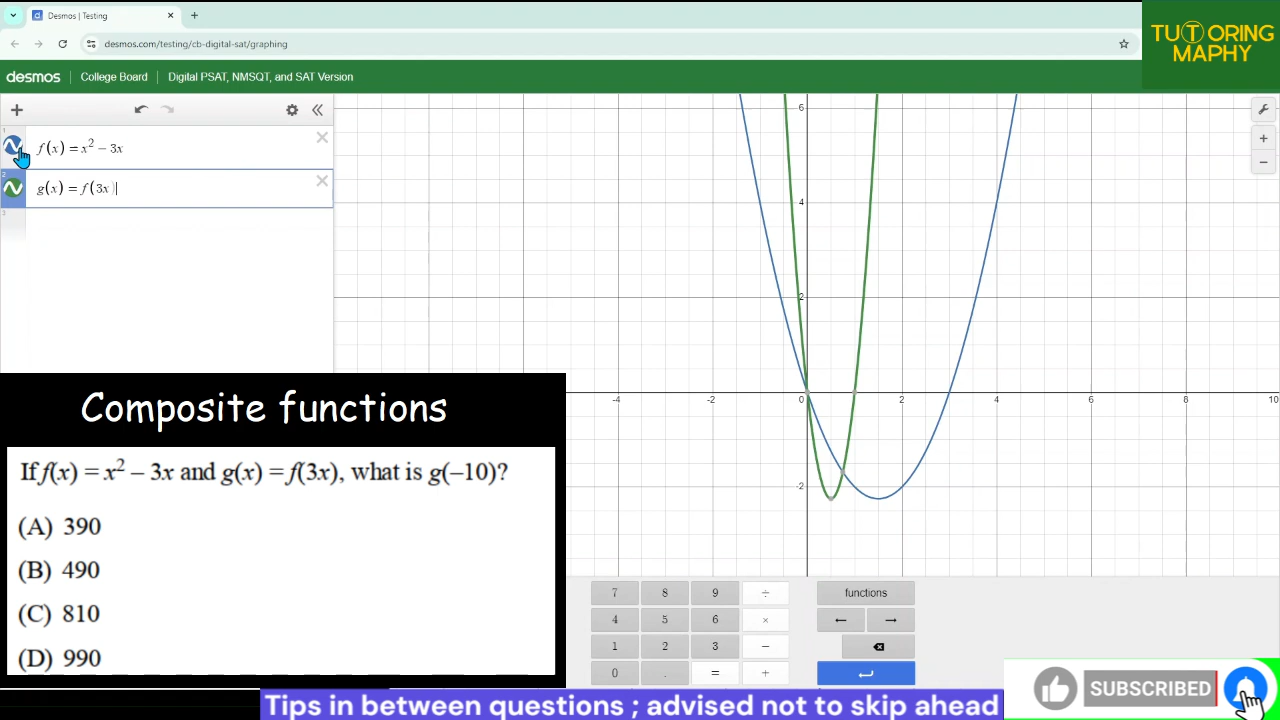 Desmos | Testing
desmos.com/testing/cb-digital-sat/graphing
TUTORING
MAPHY
desmos
College Board
Digital PSAT, NMSQT, and SAT Version
1
f(x) = x² − 3x
2
g(x) = f(3x)
3
6
4
2
-4
-2
0
2
4
6
8
10
-2
Composite functions
If f(x) = x² – 3x and g(x) = f(3x), what is g(–10)?
(A) 390
(B) 490
(C) 810
(D) 990
7 8 9 ÷
functions
4 5 6 ×
← →
1 2 3 −
0 . = +
Tips in between questions ; advised not to skip ahead
SUBSCRIBED